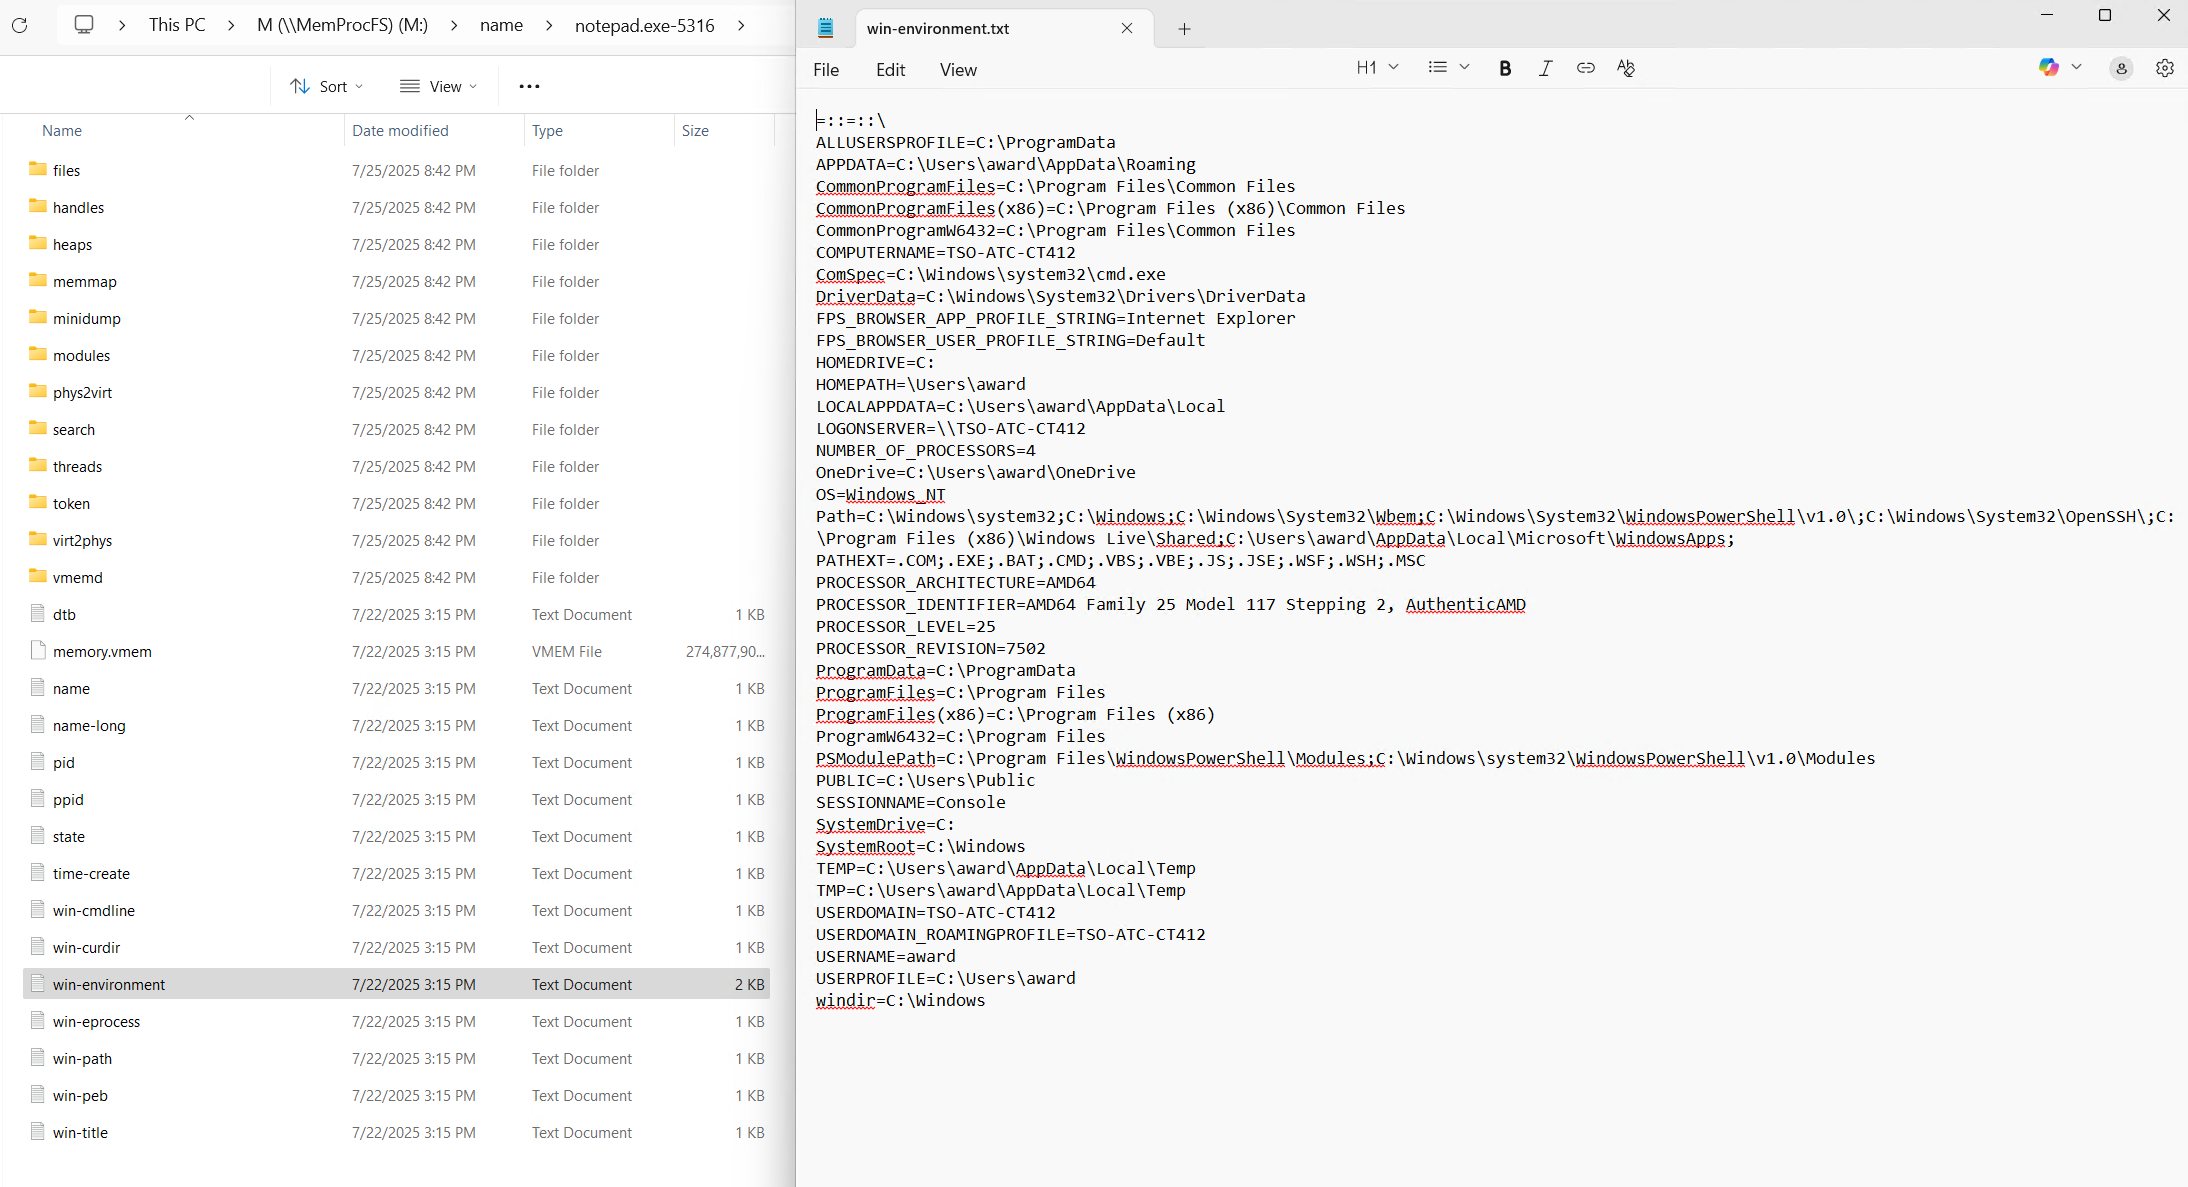 This PC > M (\\MemProcFS) (M:) > name > notepad.exe-5316 >
Sort View
Name Date modified Type Size
files 7/25/2025 8:42 PM File folder
handles 7/25/2025 8:42 PM File folder
heaps 7/25/2025 8:42 PM File folder
memmap 7/25/2025 8:42 PM File folder
minidump 7/25/2025 8:42 PM File folder
modules 7/25/2025 8:42 PM File folder
phys2virt 7/25/2025 8:42 PM File folder
search 7/25/2025 8:42 PM File folder
threads 7/25/2025 8:42 PM File folder
token 7/25/2025 8:42 PM File folder
virt2phys 7/25/2025 8:42 PM File folder
vmemd 7/25/2025 8:42 PM File folder
dtb 7/22/2025 3:15 PM Text Document 1 KB
memory.vmem 7/22/2025 3:15 PM VMEM File 274,877,90...
name 7/22/2025 3:15 PM Text Document 1 KB
name-long 7/22/2025 3:15 PM Text Document 1 KB
pid 7/22/2025 3:15 PM Text Document 1 KB
ppid 7/22/2025 3:15 PM Text Document 1 KB
state 7/22/2025 3:15 PM Text Document 1 KB
time-create 7/22/2025 3:15 PM Text Document 1 KB
win-cmdline 7/22/2025 3:15 PM Text Document 1 KB
win-curdir 7/22/2025 3:15 PM Text Document 1 KB
win-environment 7/22/2025 3:15 PM Text Document 2 KB
win-eprocess 7/22/2025 3:15 PM Text Document 1 KB
win-path 7/22/2025 3:15 PM Text Document 1 KB
win-peb 7/22/2025 3:15 PM Text Document 1 KB
win-title 7/22/2025 3:15 PM Text Document 1 KB
win-environment.txt
File Edit View H1 B I
=::=::\
ALLUSERSPROFILE=C:\ProgramData
APPDATA=C:\Users\award\AppData\Roaming
CommonProgramFiles=C:\Program Files\Common Files
CommonProgramFiles(x86)=C:\Program Files (x86)\Common Files
CommonProgramW6432=C:\Program Files\Common Files
COMPUTERNAME=TSO-ATC-CT412
ComSpec=C:\Windows\system32\cmd.exe
DriverData=C:\Windows\System32\Drivers\DriverData
FPS_BROWSER_APP_PROFILE_STRING=Internet Explorer
FPS_BROWSER_USER_PROFILE_STRING=Default
HOMEDRIVE=C:
HOMEPATH=\Users\award
LOCALAPPDATA=C:\Users\award\AppData\Local
LOGONSERVER=\\TSO-ATC-CT412
NUMBER_OF_PROCESSORS=4
OneDrive=C:\Users\award\OneDrive
OS=Windows_NT
Path=C:\Windows\system32;C:\Windows;C:\Windows\System32\Wbem;C:\Windows\System32\WindowsPowerShell\v1.0\;C:\Windows\System32\OpenSSH\;C:
\Program Files (x86)\Windows Live\Shared;C:\Users\award\AppData\Local\Microsoft\WindowsApps;
PATHEXT=.COM;.EXE;.BAT;.CMD;.VBS;.VBE;.JS;.JSE;.WSF;.WSH;.MSC
PROCESSOR_ARCHITECTURE=AMD64
PROCESSOR_IDENTIFIER=AMD64 Family 25 Model 117 Stepping 2, AuthenticAMD
PROCESSOR_LEVEL=25
PROCESSOR_REVISION=7502
ProgramData=C:\ProgramData
ProgramFiles=C:\Program Files
ProgramFiles(x86)=C:\Program Files (x86)
ProgramW6432=C:\Program Files
PSModulePath=C:\Program Files\WindowsPowerShell\Modules;C:\Windows\system32\WindowsPowerShell\v1.0\Modules
PUBLIC=C:\Users\Public
SESSIONNAME=Console
SystemDrive=C:
SystemRoot=C:\Windows
TEMP=C:\Users\award\AppData\Local\Temp
TMP=C:\Users\award\AppData\Local\Temp
USERDOMAIN=TSO-ATC-CT412
USERDOMAIN_ROAMINGPROFILE=TSO-ATC-CT412
USERNAME=award
USERPROFILE=C:\Users\award
windir=C:\Windows